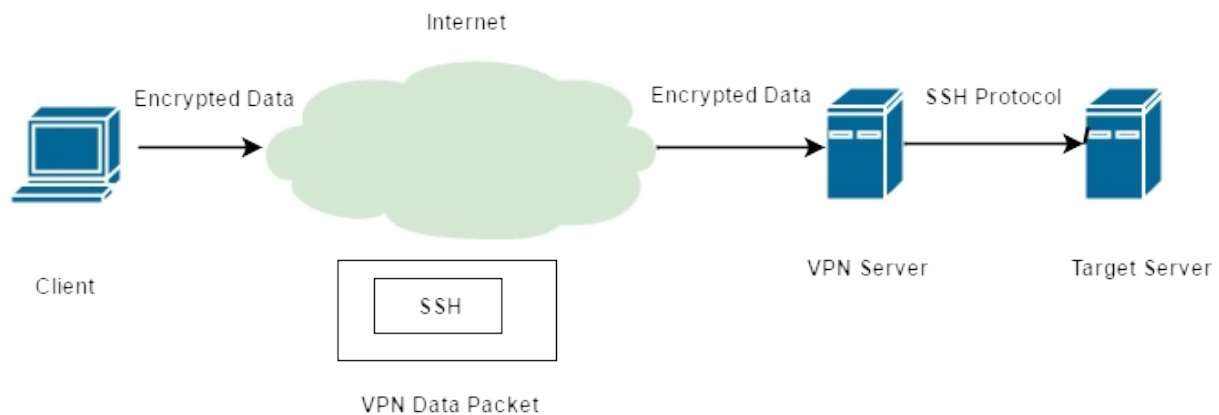 Internet
Encrypted Data
Encrypted Data
SSH Protocol
Client
VPN Server
Target Server
SSH
VPN Data Packet